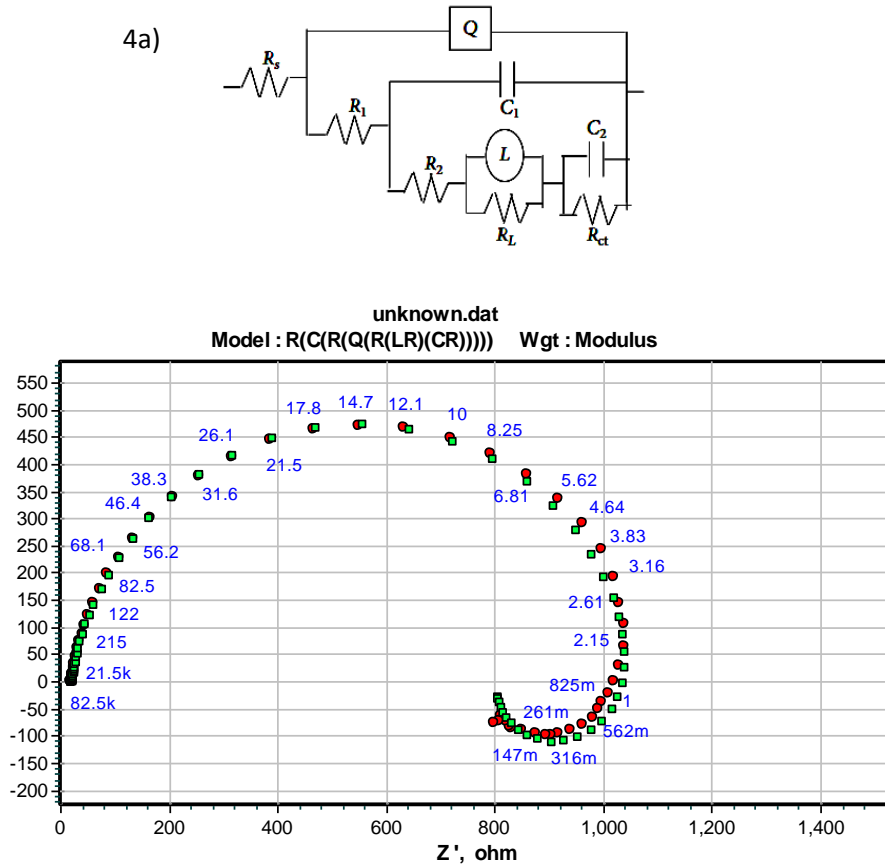 4a)
Q
Rs
R1
C1
C2
R2
L
RL
Rct
unknown.dat
Model : R(C(R(Q(R(LR)(CR))))) Wgt : Modulus
550
500
450
400
350
300
250
200
150
100
50
0
-50
-100
-150
-200
17.8
14.7
12.1
10
26.1
8.25
21.5
38.3
6.81
5.62
31.6
46.4
4.64
68.1
3.83
56.2
3.16
82.5
122
2.61
215
2.15
21.5k
825m
82.5k
261m
1
562m
147m
316m
0
200
400
600
800
1,000
1,200
1,400
Z ', ohm